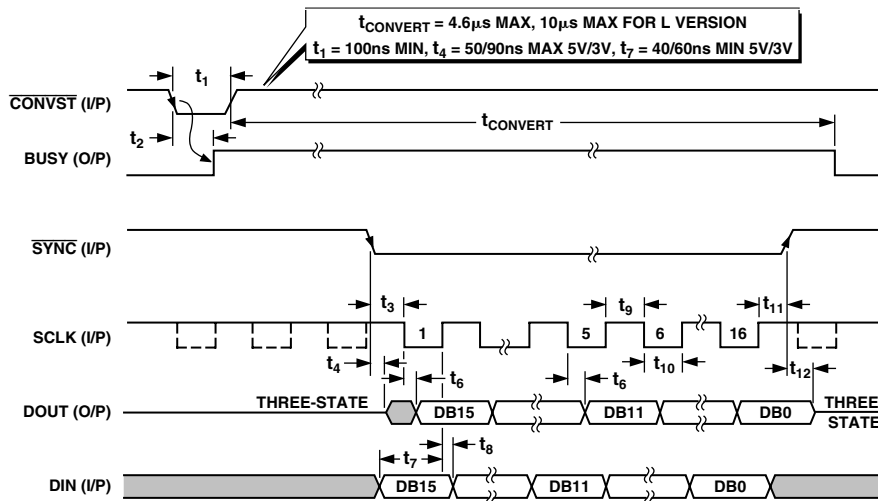 tCONVERT = 4.6μs MAX, 10μs MAX FOR L VERSION
t1 = 100ns MIN, t4 = 50/90ns MAX 5V/3V, t7 = 40/60ns MIN 5V/3V
t1
CONVST (I/P)
tCONVERT
t2
BUSY (O/P)
SYNC (I/P)
t3
t9
t11
SCLK (I/P)
1
5
6
16
t4
t6
t6
t10
t12
DOUT (O/P)
THREE-STATE
DB15
DB11
DB0
THREE
STATE
t7
t8
DIN (I/P)
DB15
DB11
DB0